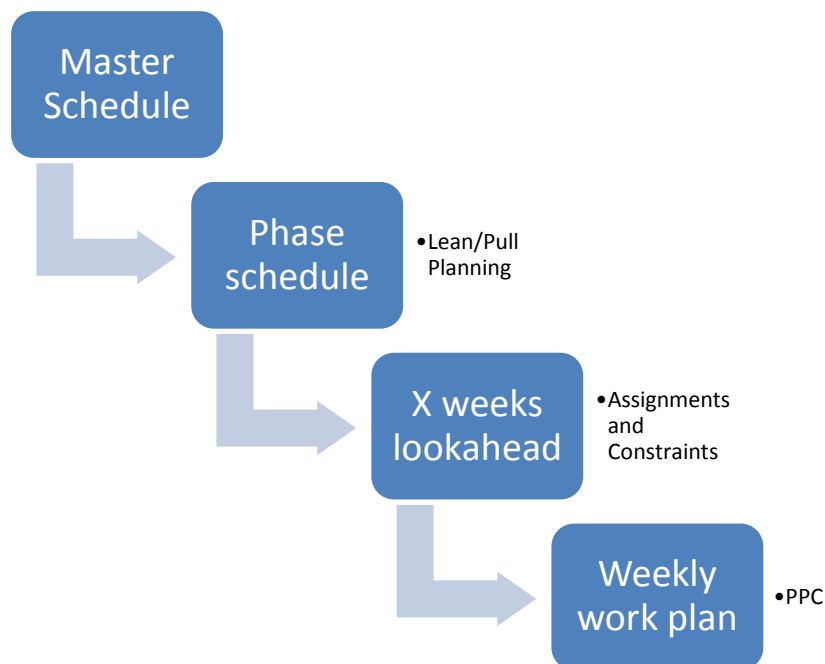 Master
Schedule
Phase
schedule
•Lean/Pull
Planning
X weeks
lookahead
•Assignments
and
Constraints
Weekly
work plan
•PPC